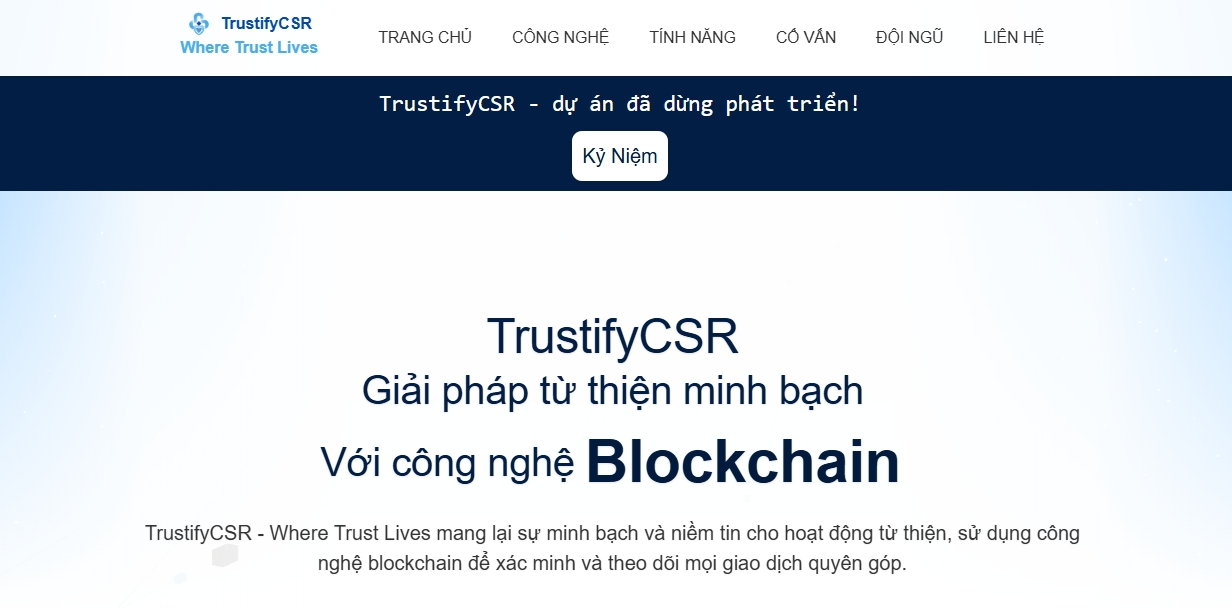 TrustifyCSR
Where Trust Lives
TRANG CHỦ CÔNG NGHỆ TÍNH NĂNG CỐ VẤN ĐỘI NGŨ LIÊN HỆ
TrustifyCSR - dự án đã dừng phát triển!
Kỷ Niệm
TrustifyCSR
Giải pháp từ thiện minh bạch
Với công nghệ Blockchain
TrustifyCSR - Where Trust Lives mang lại sự minh bạch và niềm tin cho hoạt động từ thiện, sử dụng công
nghệ blockchain để xác minh và theo dõi mọi giao dịch quyên góp.